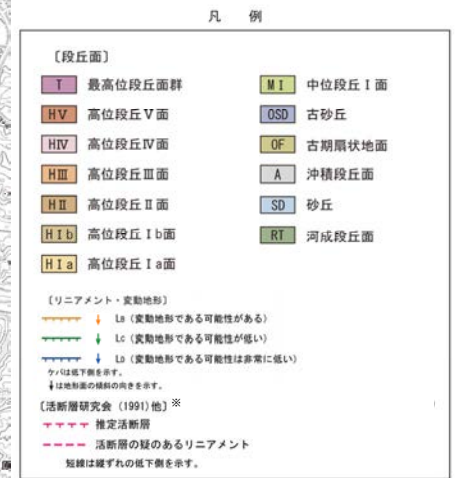 凡　例
〔段丘面〕
T 最高位段丘面群
HⅤ 高位段丘Ⅴ面
HⅣ 高位段丘Ⅳ面
HⅢ 高位段丘Ⅲ面
HⅡ 高位段丘Ⅱ面
HⅠb 高位段丘Ⅰb面
HⅠa 高位段丘Ⅰa面
MⅠ 中位段丘Ⅰ面
OSD 古砂丘
OF 古期扇状地面
A 沖積段丘面
SD 砂丘
RT 河成段丘面
〔リニアメント・変動地形〕
LB（変動地形である可能性がある）
LC（変動地形である可能性が低い）
LD（変動地形である可能性は非常に低い）
ケバは低下側を示す。
↓は地形面の傾斜の向きを示す。
〔活断層研究会（1991)他〕※
推定活断層
活断層の疑のあるリニアメント
短線は縦ずれの低下側を示す。